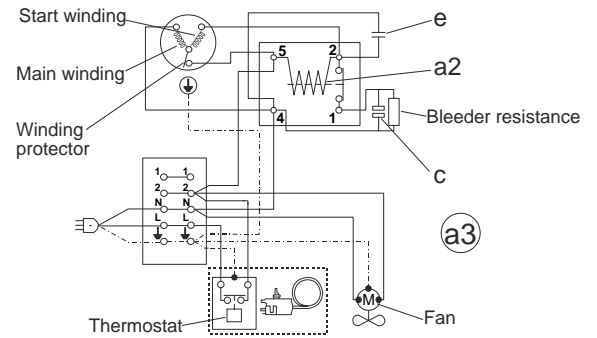 Start winding
e
5
2
a2
Main winding
4
1
Bleeder resistance
Winding
protector
c
1
1
2
2
N
N
L
L
a3
M
Fan
Thermostat